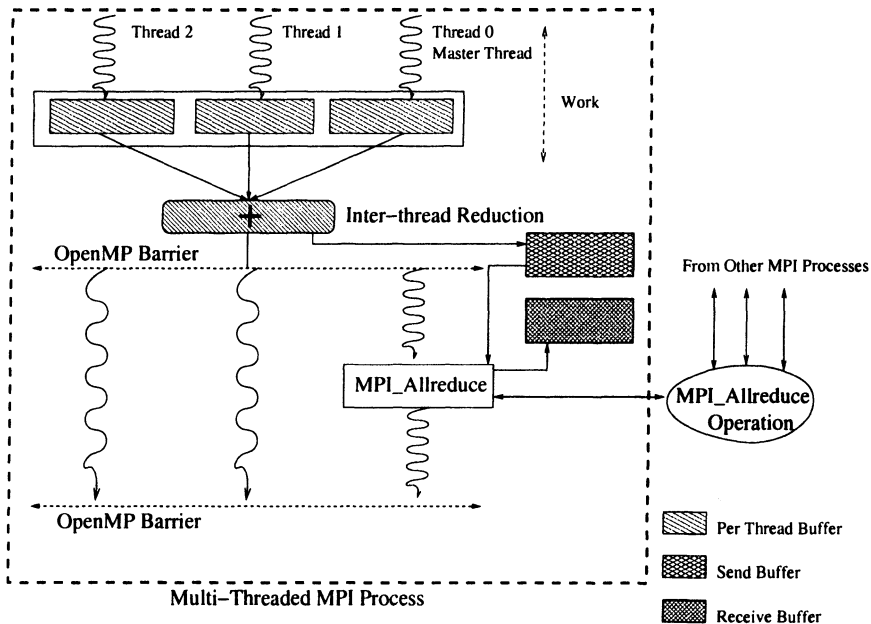 Thread 2
Thread 1
Thread 0
Master Thread
Work
+
Inter-thread Reduction
OpenMP Barrier
From Other MPI Processes
MPI_Allreduce
MPI_Allreduce
Operation
OpenMP Barrier
Per Thread Buffer
Send Buffer
Receive Buffer
Multi-Threaded MPI Process